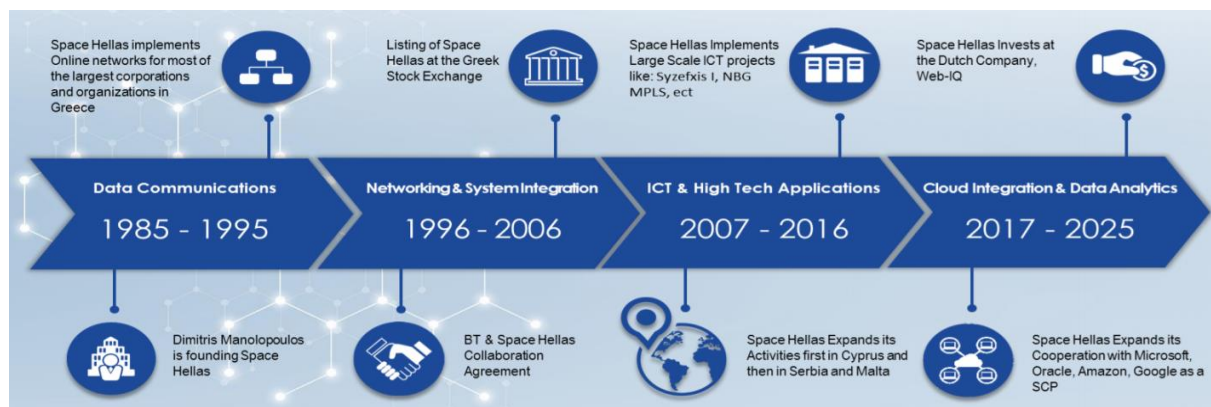 Space Hellas implements
Online networks for most of
the largest corporations
and organizations in
Greece
Listing of Space
Hellas at the Greek
Stock Exchange
Space Hellas Implements
Large Scale ICT projects
like: Syzefxis I, NBG
MPLS, ect
Space Hellas Invests at
the Dutch Company,
Web-IQ
Data Communications
1985 - 1995
Networking & System Integration
1996 - 2006
ICT & High Tech Applications
2007 - 2016
Cloud Integration & Data Analytics
2017 - 2025
Dimitris Manolopoulos
is founding Space
Hellas
BT & Space Hellas
Collaboration
Agreement
Space Hellas Expands its
Activities first in Cyprus and
then in Serbia and Malta
Space Hellas Expands its
Cooperation with Microsoft,
Oracle, Amazon, Google as a
SCP